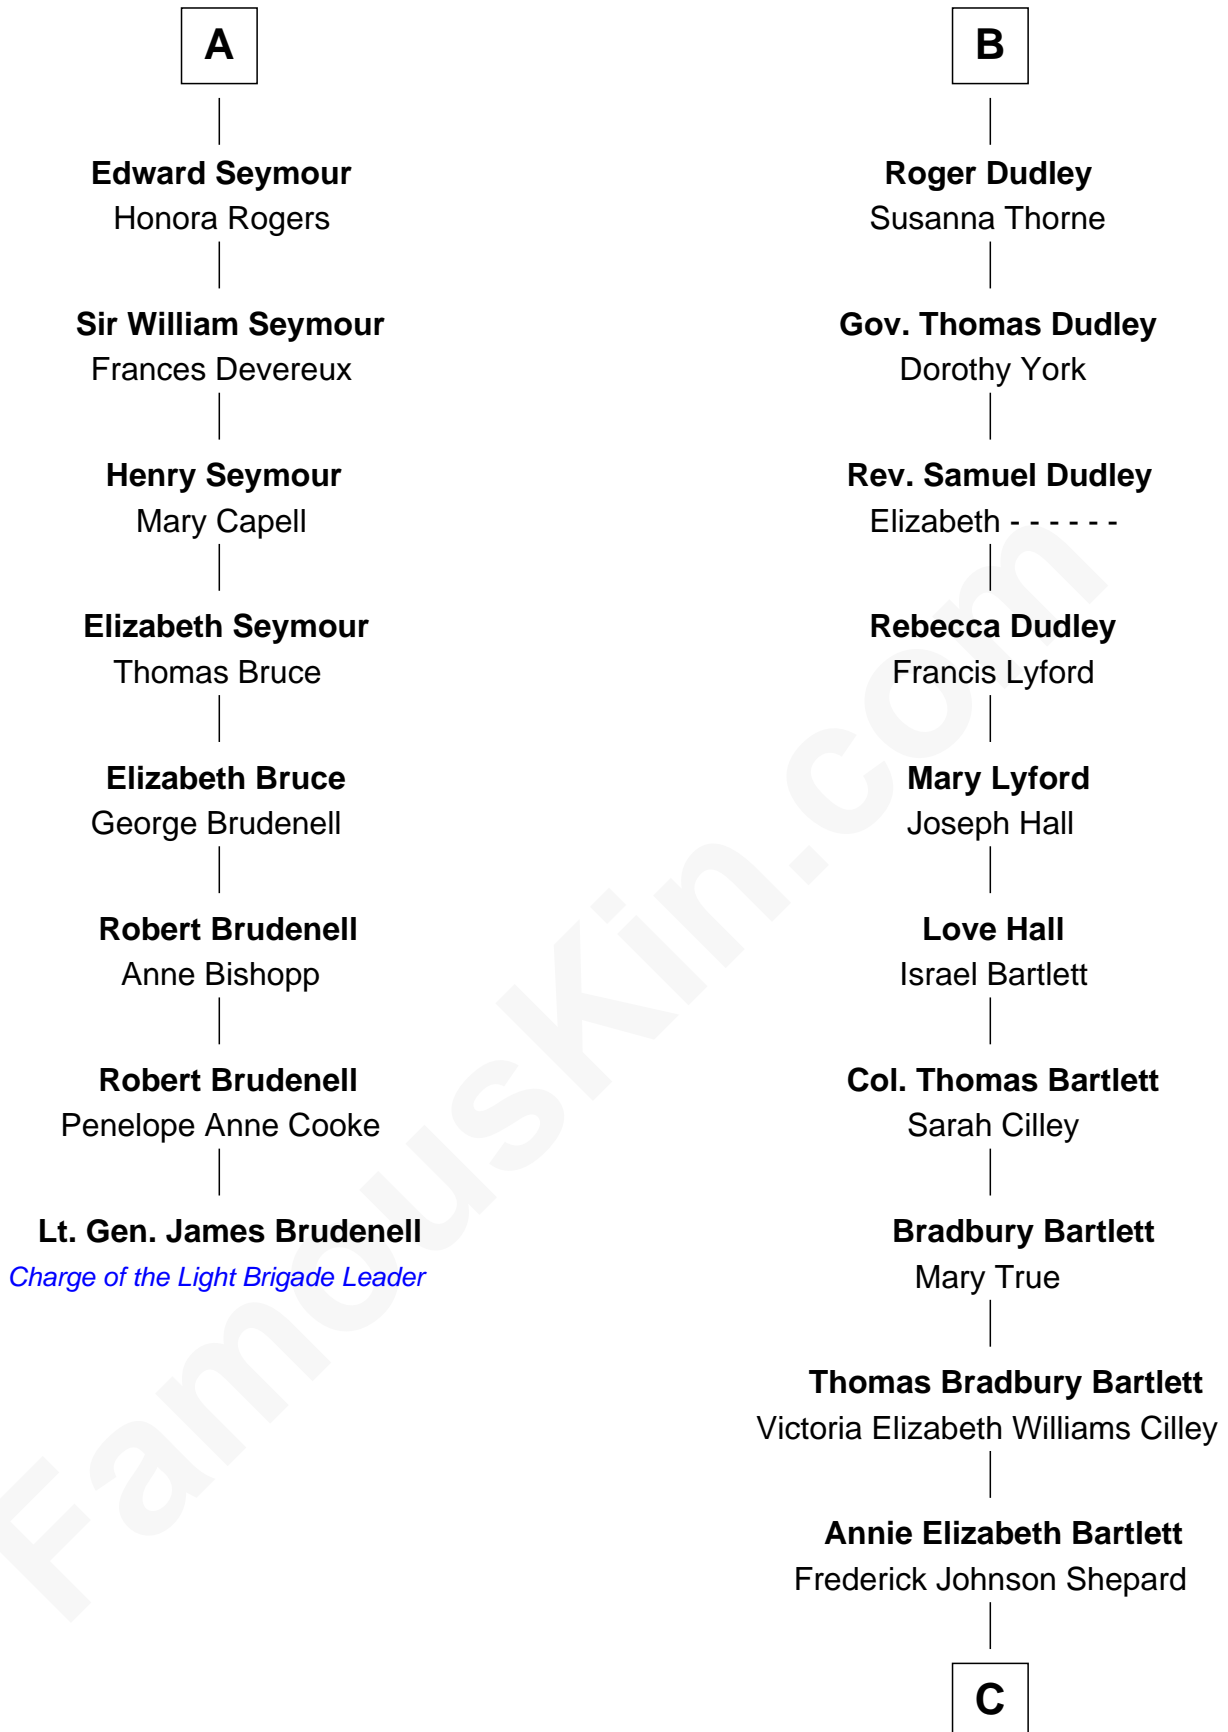 A
Edward Seymour
Honora Rogers
Sir William Seymour
Frances Devereux
Henry Seymour
Mary Capell
Elizabeth Seymour
Thomas Bruce
Elizabeth Bruce
George Brudenell
Robert Brudenell
Anne Bishopp
Robert Brudenell
Penelope Anne Cooke
Lt. Gen. James Brudenell
Charge of the Light Brigade Leader
B
Roger Dudley
Susanna Thorne
Gov. Thomas Dudley
Dorothy York
Rev. Samuel Dudley
Elizabeth - - - - - -
Rebecca Dudley
Francis Lyford
Mary Lyford
Joseph Hall
Love Hall
Israel Bartlett
Col. Thomas Bartlett
Sarah Cilley
Bradbury Bartlett
Mary True
Thomas Bradbury Bartlett
Victoria Elizabeth Williams Cilley
Annie Elizabeth Bartlett
Frederick Johnson Shepard
C
FamousKin.com